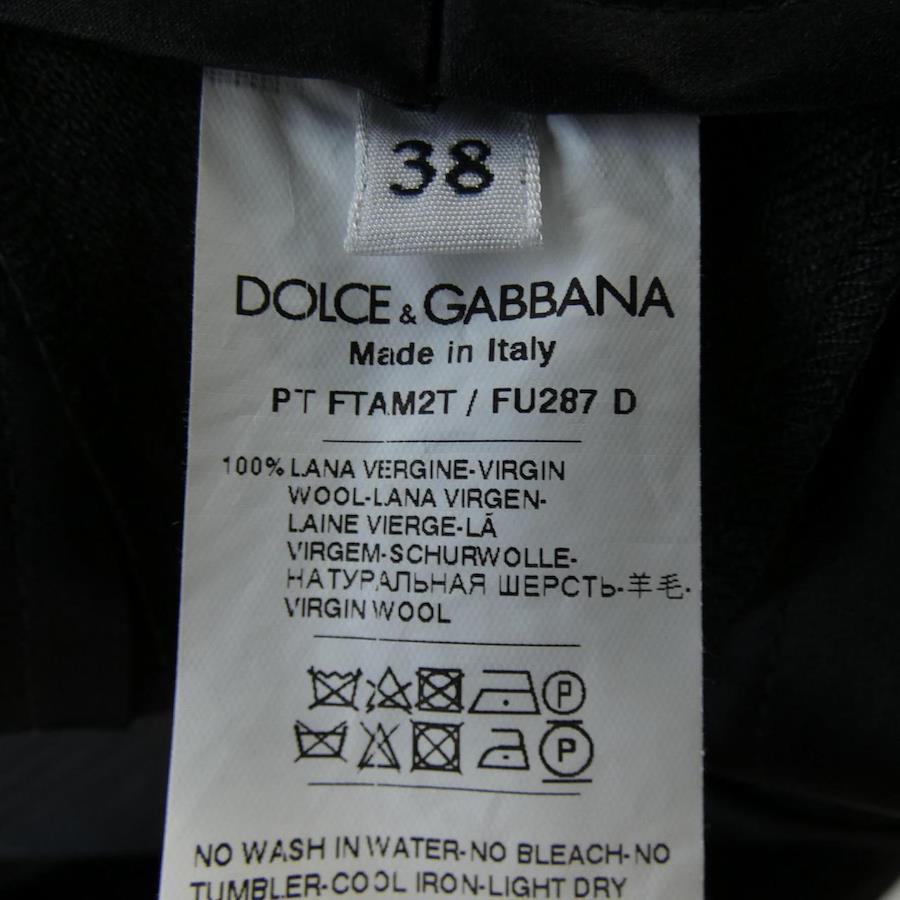 38
DOLCE & GABBANA
Made in Italy
PT FTAM2T / FU287 D
100% LANA VERGINE-VIRGIN
WOOL-LANA VIRGEN-
LAINE VIERGE-LÃ
VIRGEM-SCHURWOLLE-
НАТУРАЛЬНАЯ ШЕРСТЬ-羊毛-
VIRGIN WOOL
P
P
NO WASH IN WATER-NO BLEACH-NO
TUMBLER-COOL IRON-LIGHT DRY